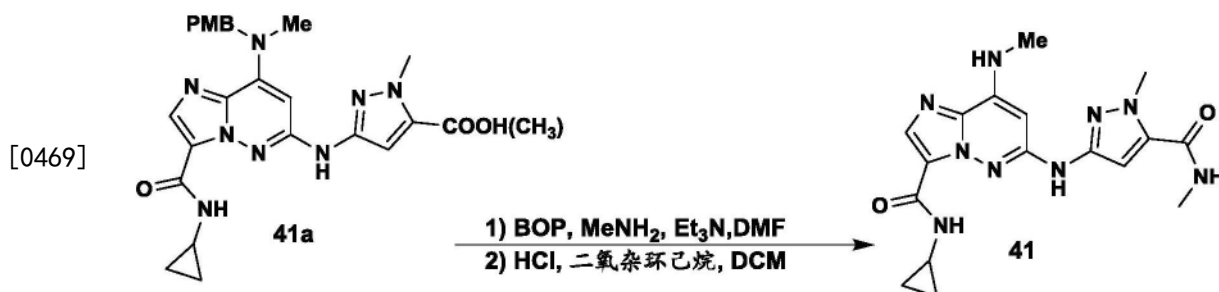 PMB Me
N
HN Me
N N N N N N
N N N COOH(CH₃) N N N O
[0469] N H N H NH
O NH O NH
41a 1) BOP, MeNH₂, Et₃N,DMF 41
2) HCl, 二氧杂环己烷, DCM